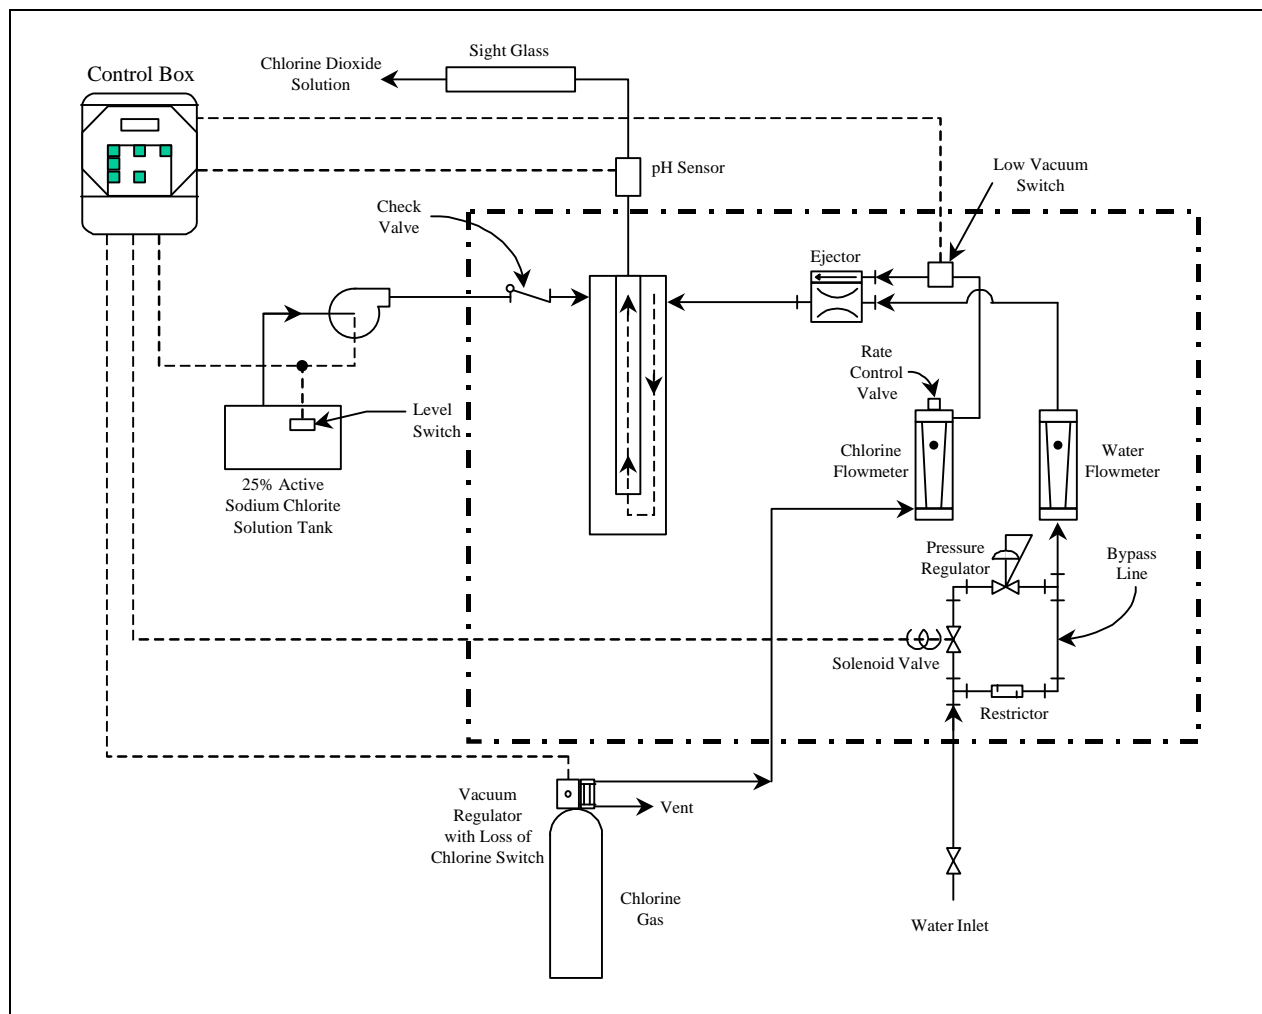 Sight Glass
Chlorine Dioxide
Solution
Control Box
pH Sensor
Low Vacuum
Switch
Check
Valve
Ejector
Rate
Control
Valve
Level
Switch
Chlorine
Flowmeter
Water
Flowmeter
25% Active
Sodium Chlorite
Solution Tank
Pressure
Regulator
Bypass
Line
Solenoid Valve
Restrictor
Vacuum
Regulator
with Loss of
Chlorine Switch
Vent
Chlorine
Gas
Water Inlet